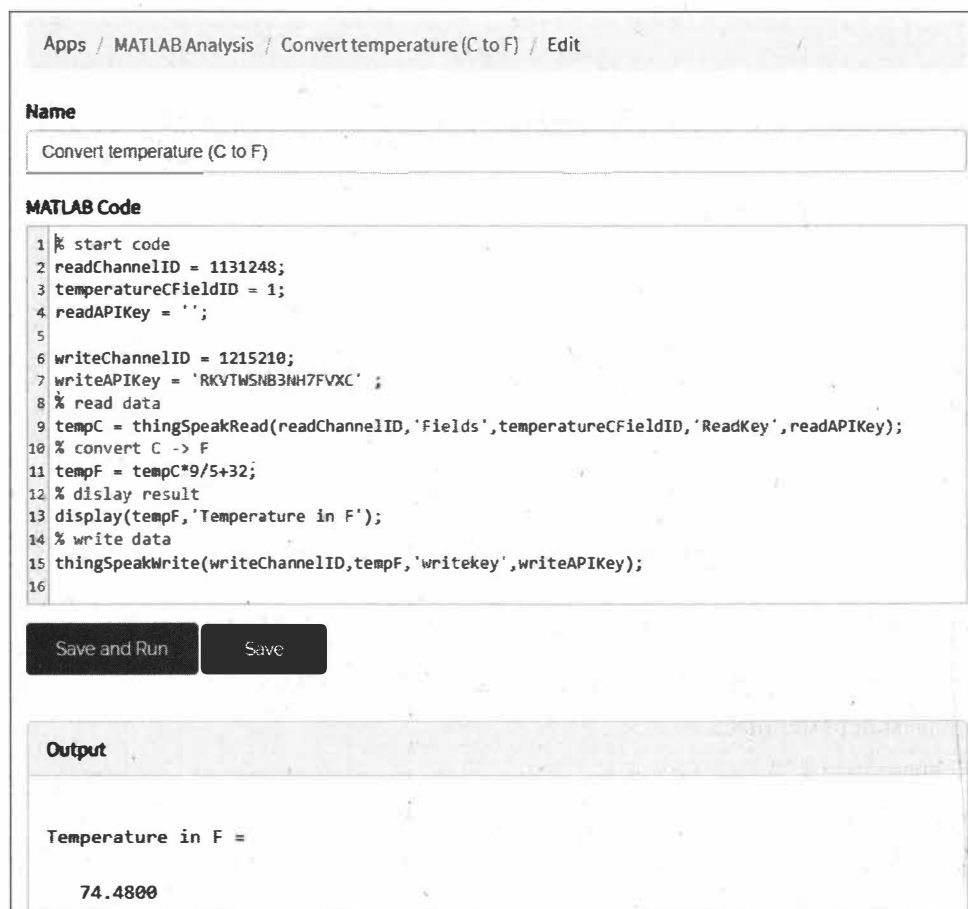 Apps / MATLAB Analysis / Convert temperature (C to F) / Edit
Name
Convert temperature (C to F)
MATLAB Code
1 % start code
2 readChannelID = 1131248;
3 temperatureCFieldID = 1;
4 readAPIKey = '';
5
6 writeChannelID = 1215210;
7 writeAPIKey = 'RKVTWSNB3NH7FVXC' ;
8 % read data
9 tempC = thingSpeakRead(readChannelID,'Fields',temperatureCFieldID,'ReadKey',readAPIKey);
10 % convert C -> F
11 tempF = tempC*9/5+32;
12 % dislay result
13 display(tempF,'Temperature in F');
14 % write data
15 thingSpeakWrite(writeChannelID,tempF,'writekey',writeAPIKey);
16
Save and Run Save
Output
Temperature in F =
74.4800